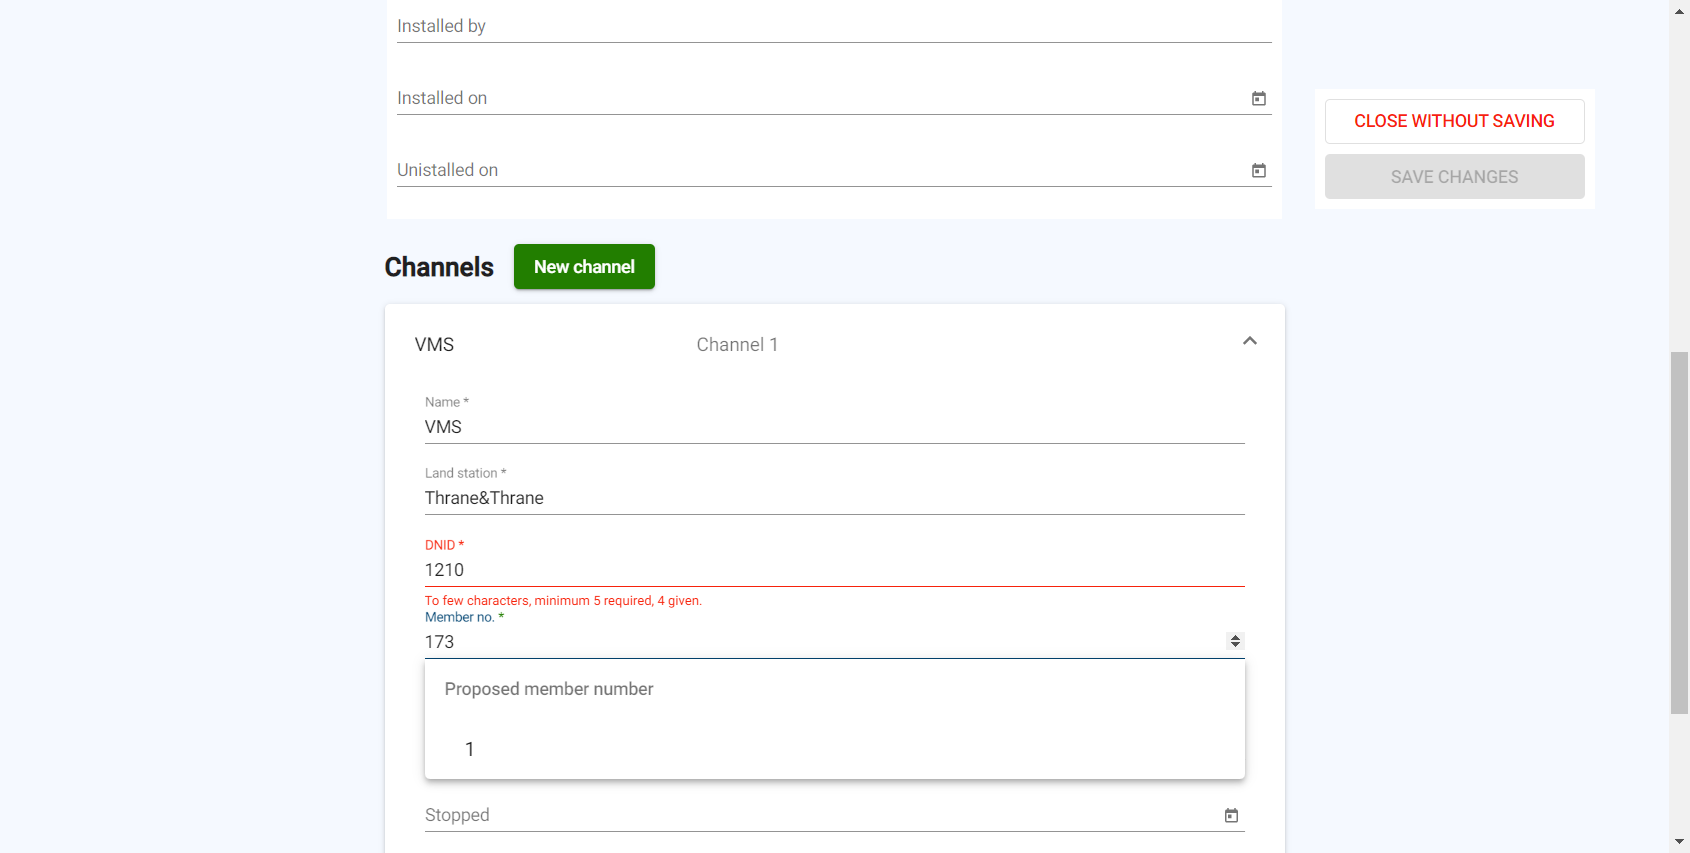 Installed by
Installed on
Unistalled on
CLOSE WITHOUT SAVING
SAVE CHANGES
Channels
New channel
VMS
Channel 1
Name *
VMS
Land station *
Thrane&Thrane
DNID *
1210
To few characters, minimum 5 required, 4 given.
Member no. *
173
Proposed member number
1
Stopped